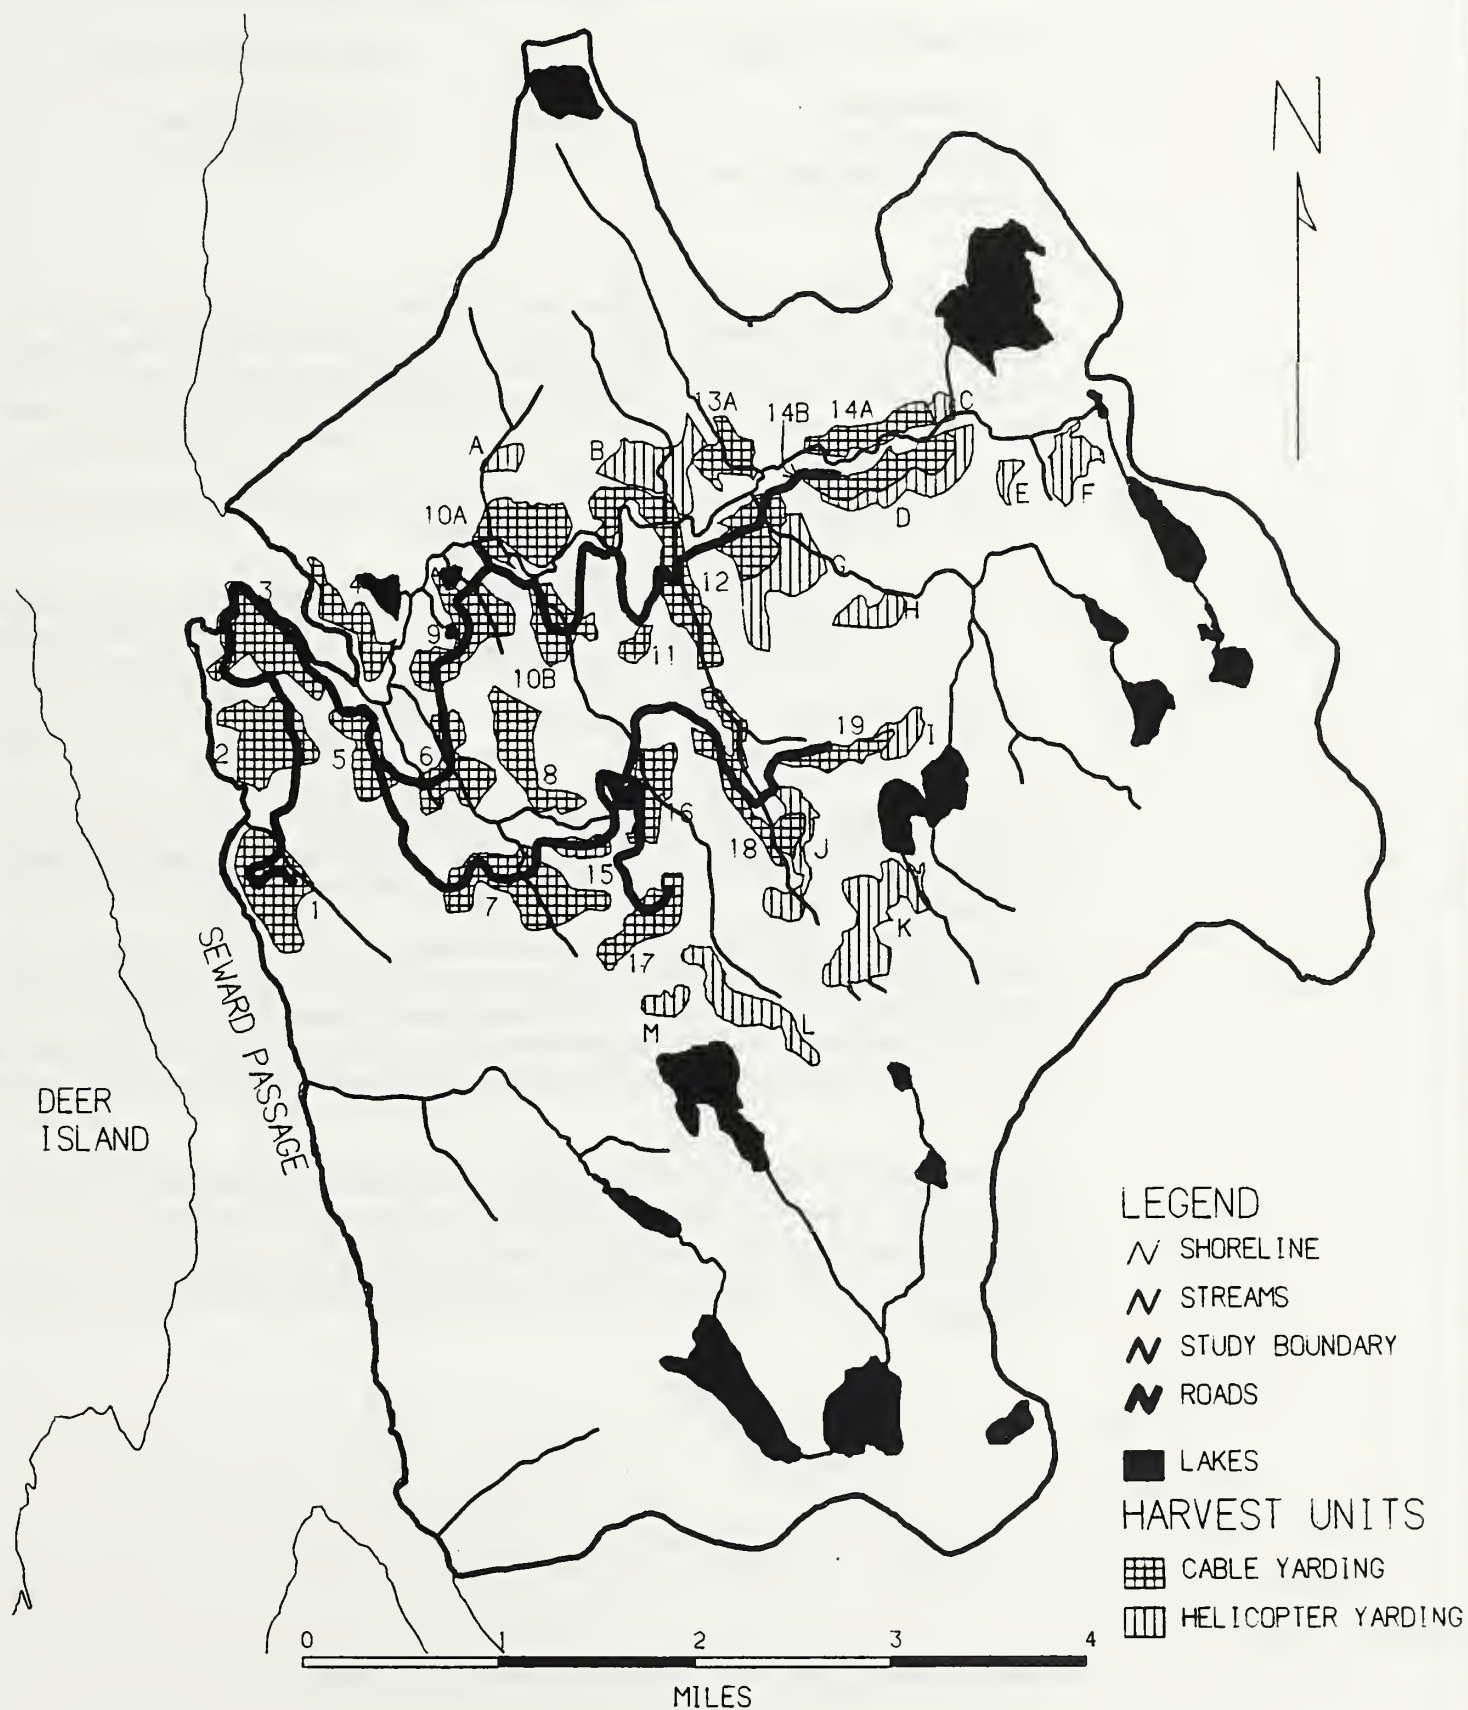 N
13A
14B
14A
C
A
B
E
F
D
10A
G
12
H
4
3
9
11
10B
19
I
2
5
6
8
16
18
J
15
7
1
K
17
L
M
SEWARD PASSAGE
DEER
ISLAND
LEGEND
SHORELINE
STREAMS
STUDY BOUNDARY
ROADS
LAKES
HARVEST UNITS
CABLE YARDING
HELICOPTER YARDING
0 1 2 3 4
MILES